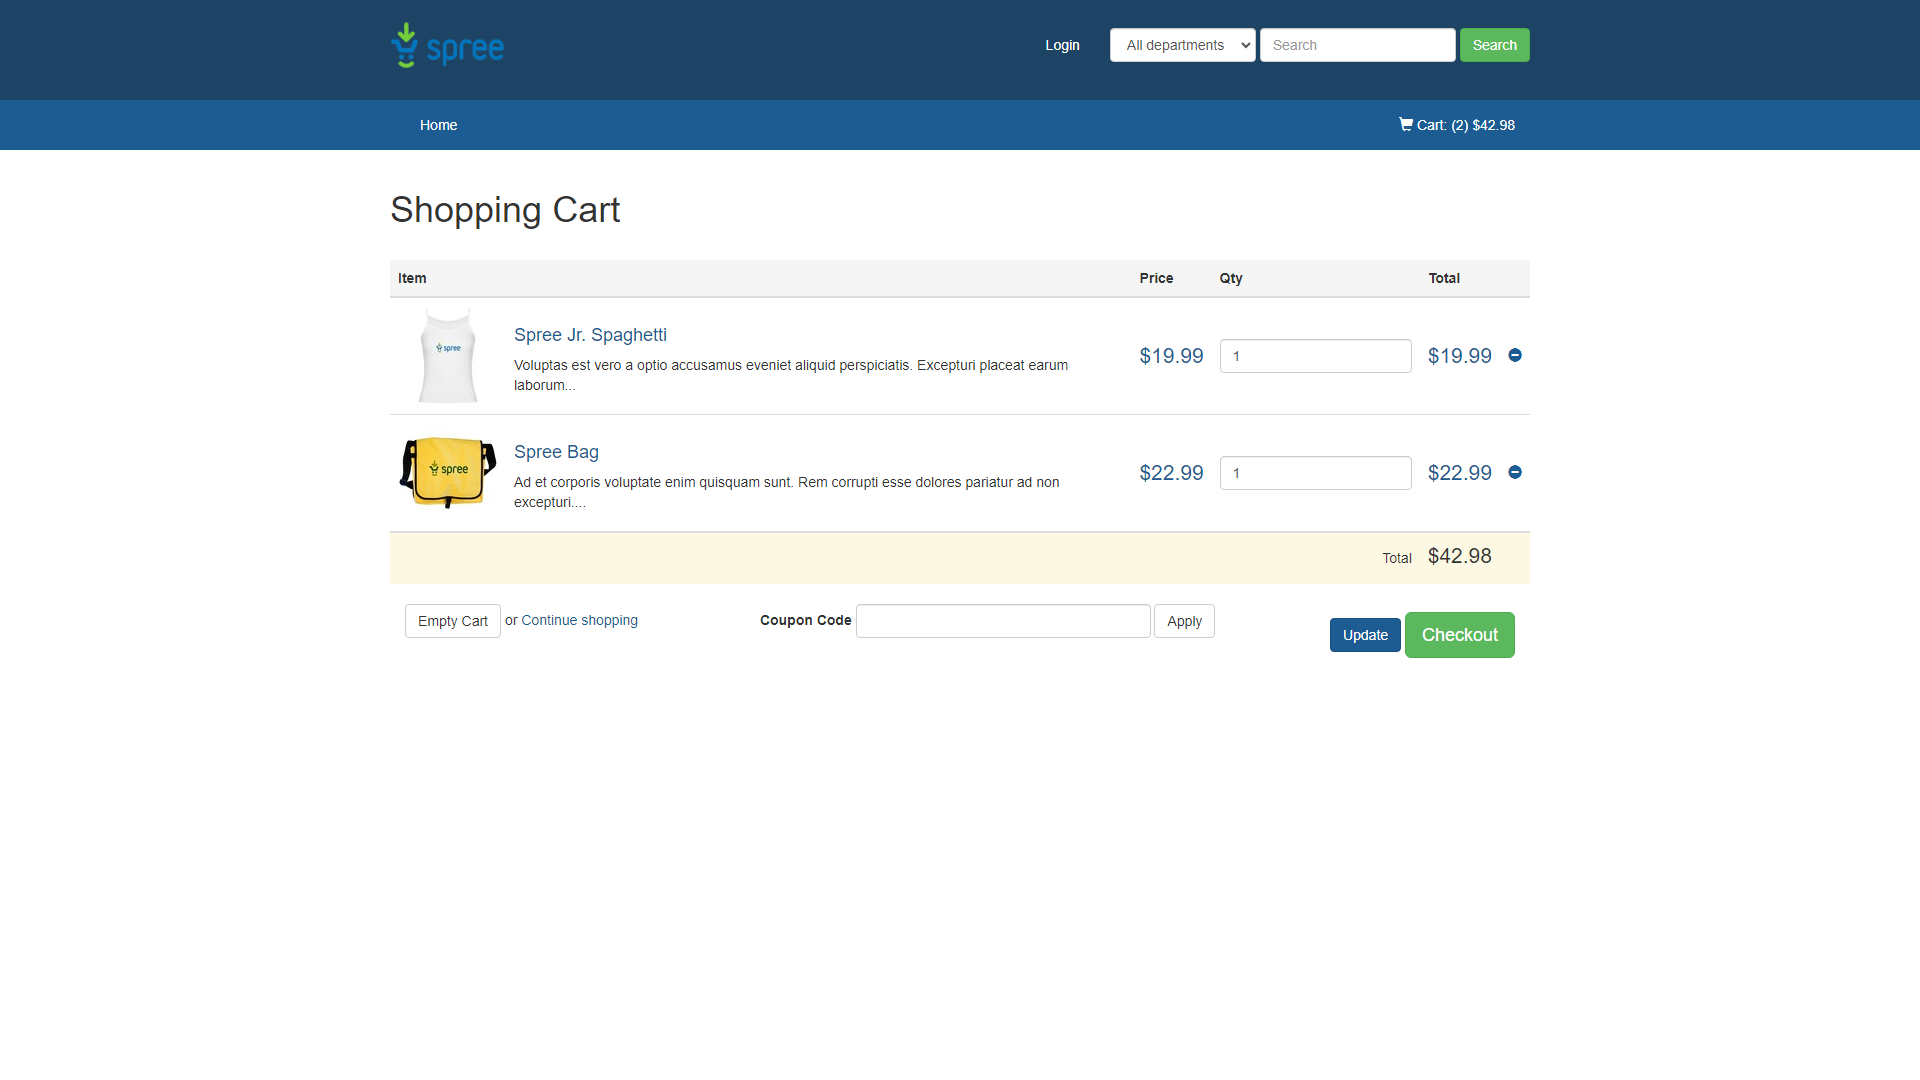 spree
Login
All departments
Search
Search
Home
Cart: (2) $42.98
Shopping Cart
Item Price Qty Total
spree
Spree Jr. Spaghetti
Voluptas est vero a optio accusamus eveniet aliquid perspiciatis. Excepturi placeat earum
laborum...
$19.99 1 $19.99
spree
Spree Bag
Ad et corporis voluptate enim quisquam sunt. Rem corrupti esse dolores pariatur ad non
excepturi....
$22.99 1 $22.99
Total $42.98
Empty Cart or Continue shopping
Coupon Code Apply
Update Checkout